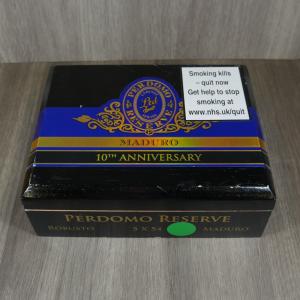 PERDOMO
RESERVE
Smoking kills
– quit now
Get help to stop
smoking at
www.nhs.uk/quit
MADURO
10TH ANNIVERSARY
PERDOMO RESERVE
ROBUSTO 5 X 54 MADURO